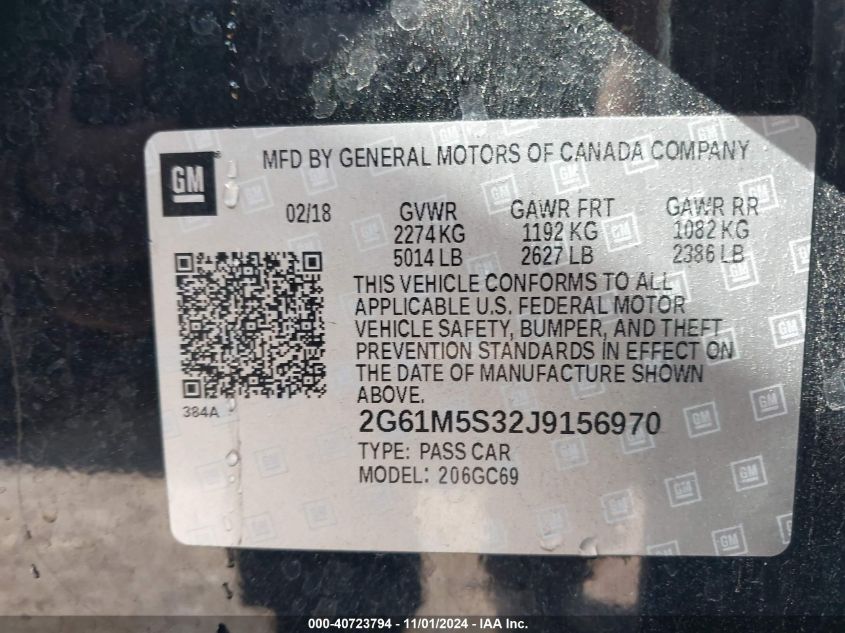 GM
MFD BY GENERAL MOTORS OF CANADA COMPANY
02/18
GVWR GAWR FRT GAWR RR
2274 KG 1192 KG 1082 KG
5014 LB 2627 LB 2386 LB
THIS VEHICLE CONFORMS TO ALL
APPLICABLE U.S. FEDERAL MOTOR
VEHICLE SAFETY, BUMPER, AND THEFT
PREVENTION STANDARDS IN EFFECT ON
THE DATE OF MANUFACTURE SHOWN
ABOVE.
384A
2G61M5S32J9156970
TYPE: PASS CAR
MODEL: 206GC69
000-40723794 - 11/01/2024 - IAA Inc.